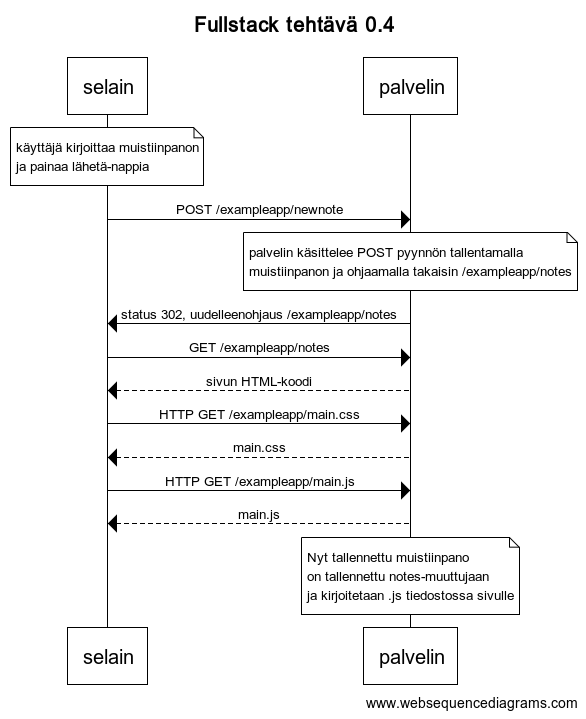 Fullstack tehtävä 0.4
selain
palvelin
käyttäjä kirjoittaa muistiinpanon
ja painaa lähetä-nappia
POST /exampleapp/newnote
palvelin käsittelee POST pyynnön tallentamalla
muistiinpanon ja ohjaamalla takaisin /exampleapp/notes
status 302, uudelleenohjaus /exampleapp/notes
GET /exampleapp/notes
sivun HTML-koodi
HTTP GET /exampleapp/main.css
main.css
HTTP GET /exampleapp/main.js
main.js
Nyt tallennettu muistiinpano
on tallennettu notes-muuttujaan
ja kirjoitetaan .js tiedostossa sivulle
selain
palvelin
www.websequencediagrams.com